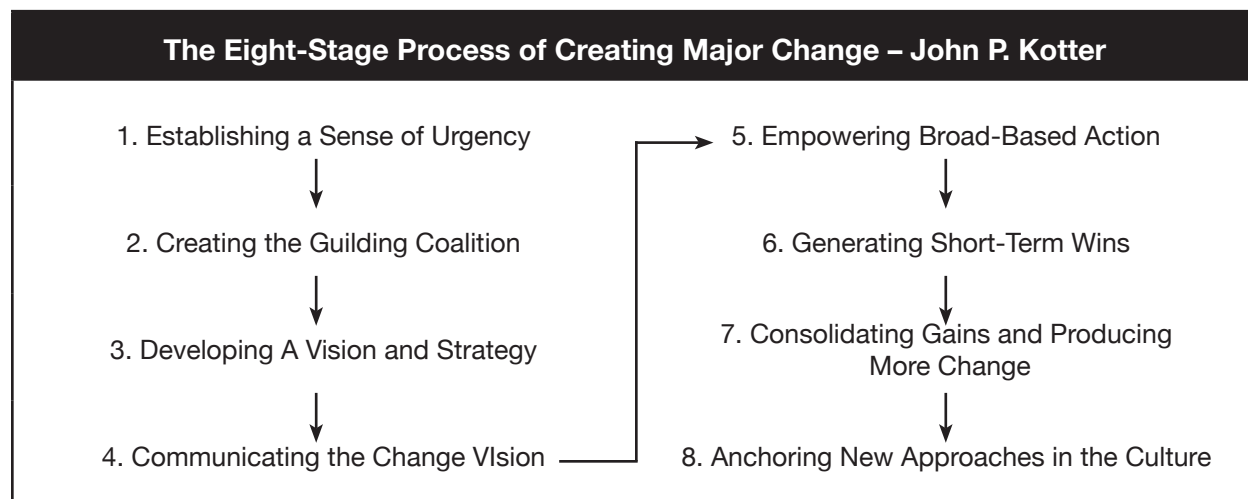 The Eight-Stage Process of Creating Major Change – John P. Kotter
1. Establishing a Sense of Urgency
2. Creating the Guilding Coalition
3. Developing A Vision and Strategy
4. Communicating the Change VIsion
5. Empowering Broad-Based Action
6. Generating Short-Term Wins
7. Consolidating Gains and Producing
More Change
8. Anchoring New Approaches in the Culture